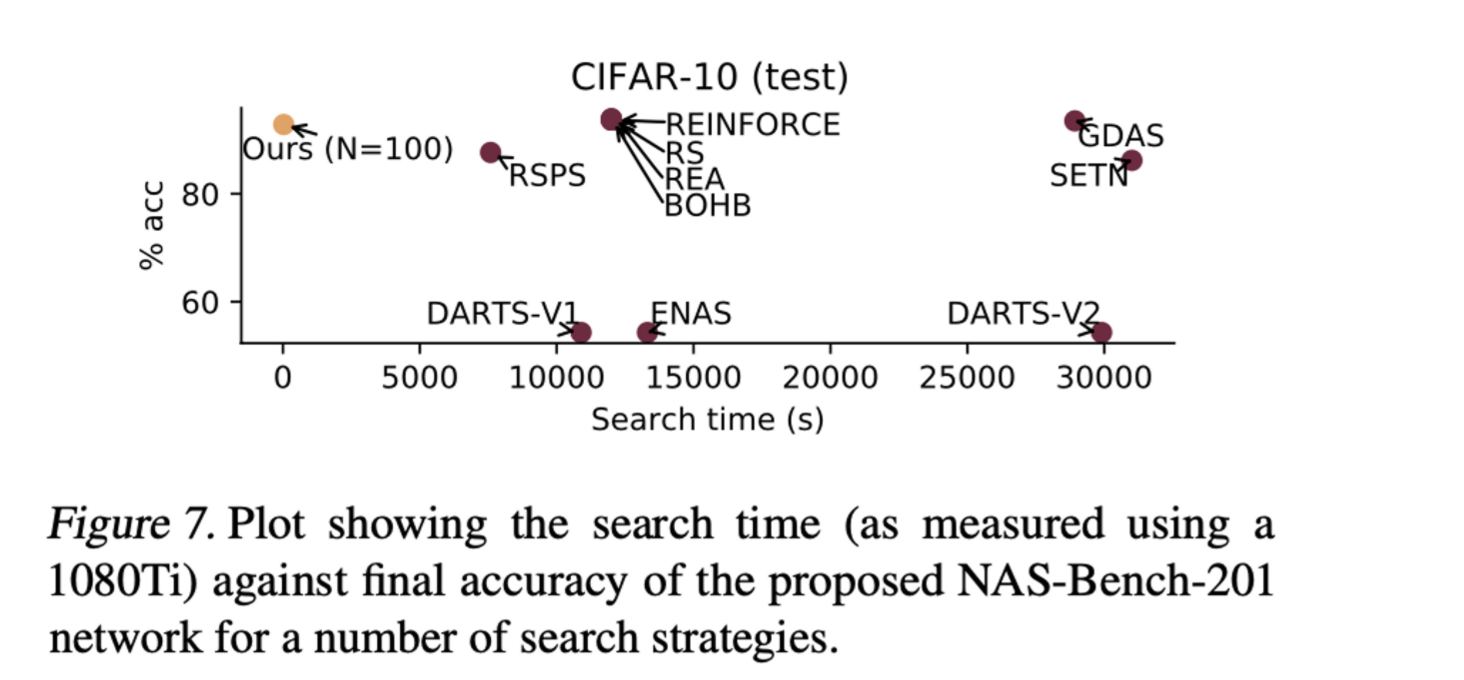 CIFAR-10 (test)
REINFORCE
RS
REA
BOHB
GDAS
SETN
Ours (N=100)
RSPS
% acc
80
60
DARTS-V1
ENAS
DARTS-V2
0 5000 10000 15000 20000 25000 30000
Search time (s)
Figure 7. Plot showing the search time (as measured using a
1080Ti) against final accuracy of the proposed NAS-Bench-201
network for a number of search strategies.